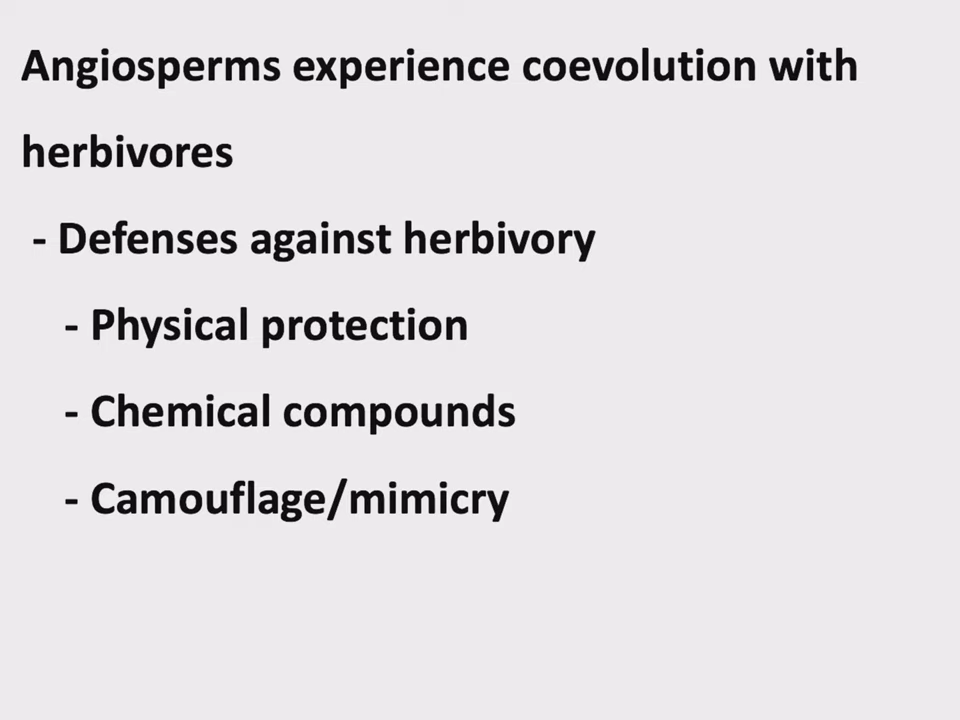 Angiosperms experience coevolution with
herbivores
- Defenses against herbivory
- Physical protection
- Chemical compounds
- Camouflage/mimicry